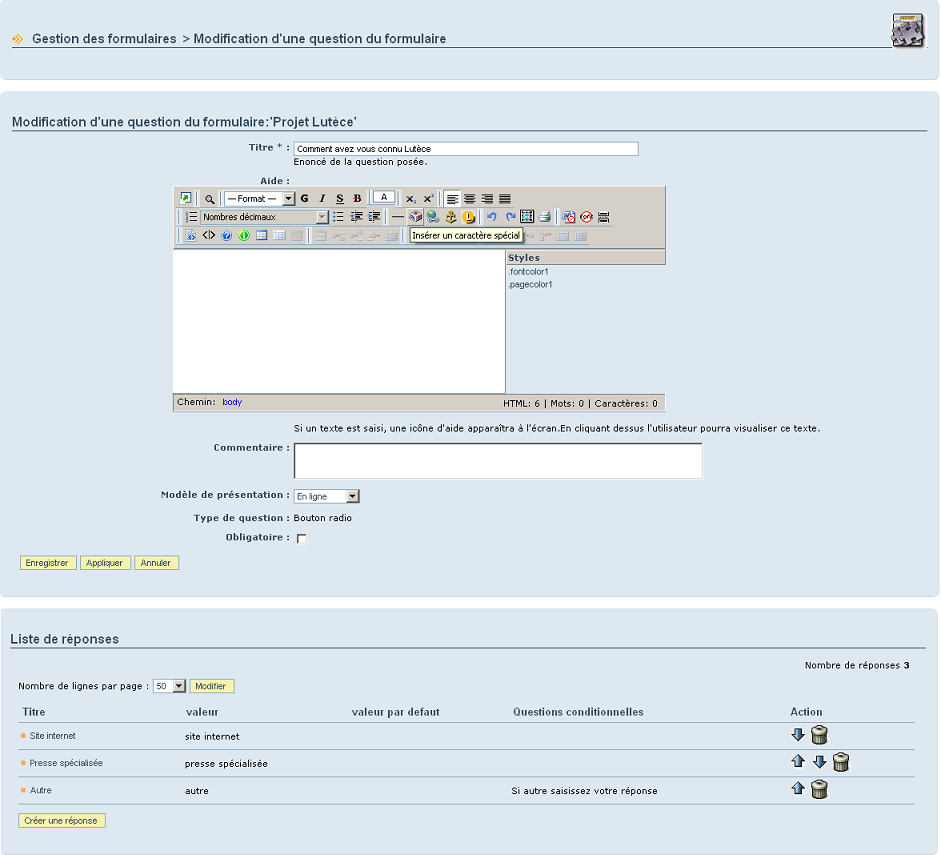 Gestion des formulaires > Modification d'une question du formulaire
Modification d'une question du formulaire:'Projet Lutèce'
Titre * : Comment avez vous connu Lutèce
Enoncé de la question posée.
Aide :
— Format — G I S B A x₂ x²
Nombres décimaux
Insérer un caractère spécial
Styles
.fontcolor1
.pagecolor1
Chemin: body HTML: 6 | Mots: 0 | Caractères: 0
Si un texte est saisi, une icône d'aide apparaîtra à l'écran.En cliquant dessus l'utilisateur pourra visualiser ce texte.
Commentaire :
Modèle de présentation : En ligne
Type de question : Bouton radio
Obligatoire :
Enregistrer Appliquer Annuler
Liste de réponses
Nombre de réponses 3
Nombre de lignes par page : 50 Modifier
Titre valeur valeur par defaut Questions conditionnelles Action
Site internet site internet
Presse spécialisée presse spécialisée
Autre autre Si autre saisissez votre réponse
Créer une réponse